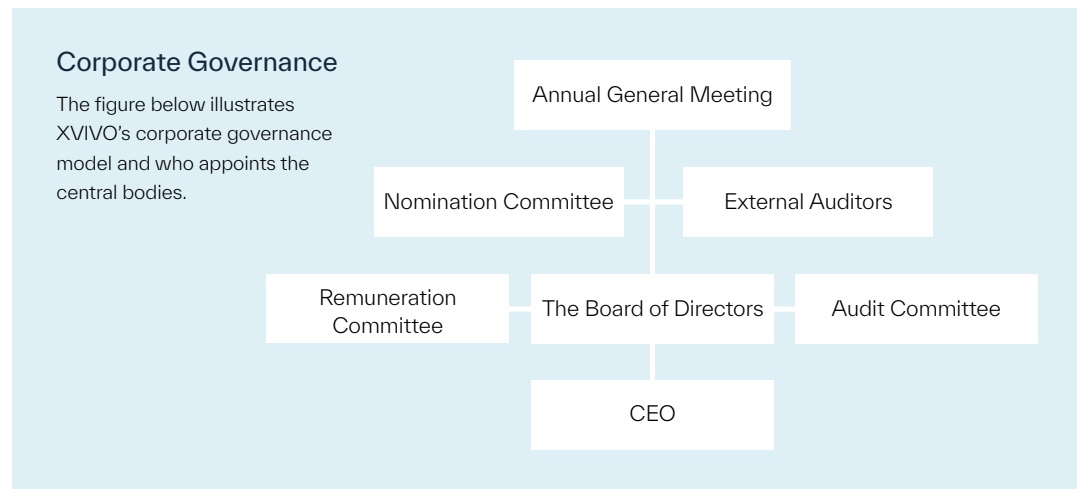 Corporate Governance
The figure below illustrates
XVIVO's corporate governance
model and who appoints the
central bodies.
Annual General Meeting
Nomination Committee
External Auditors
Remuneration
Committee
The Board of Directors
Audit Committee
CEO